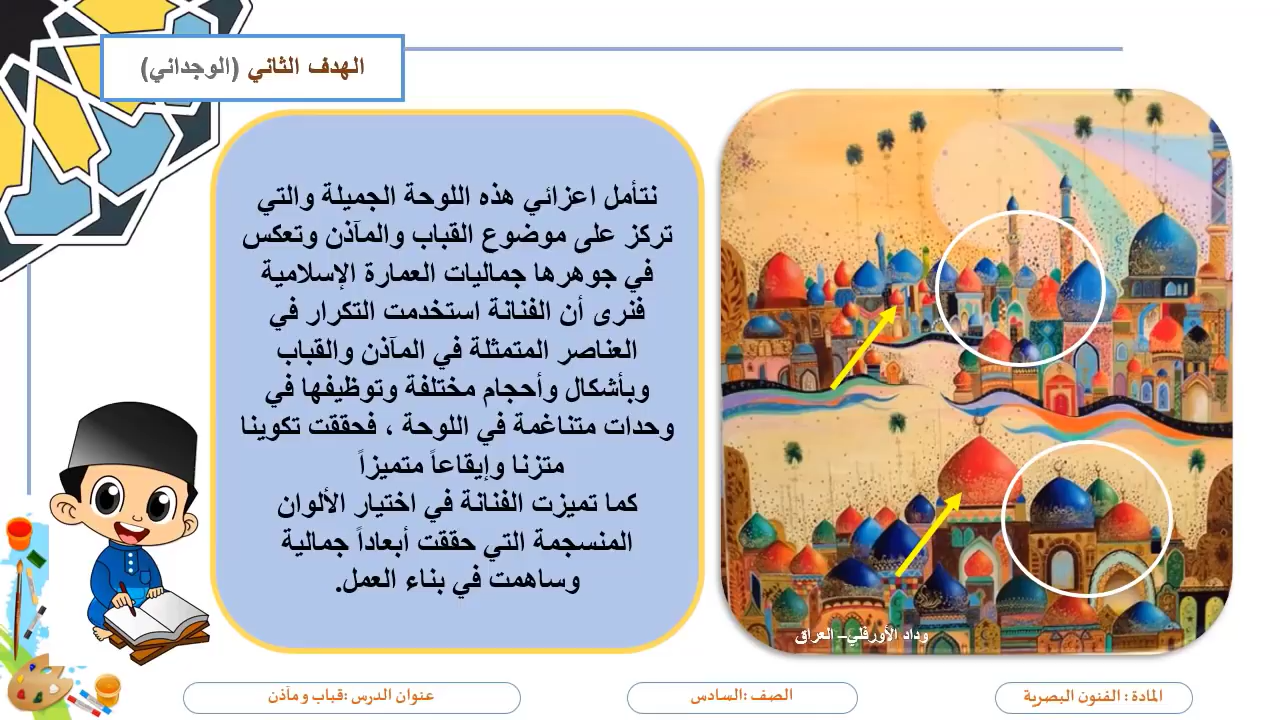 الهدف الثاني (الوجداني)
نتأمل اعزائي هذه اللوحة الجميلة والتي
تركز على موضوع القباب والمآذن وتعكس
في جوهرها جماليات العمارة الإسلامية
فنرى أن الفنانة استخدمت التكرار في
العناصر المتمثلة في المآذن والقباب
وبأشكال وأحجام مختلفة وتوظيفها في
وحدات متناغمة في اللوحة ، فحققت تكوينا
متزنا وإيقاعاً متميزاً
كما تميزت الفنانة في اختيار الألوان
المنسجمة التي حققت أبعاداً جمالية
وساهمت في بناء العمل.
وداد الأورفلي– العراق
المادة : الفنون البصرية
الصف :السادس
عنوان الدرس :قباب و مآذن